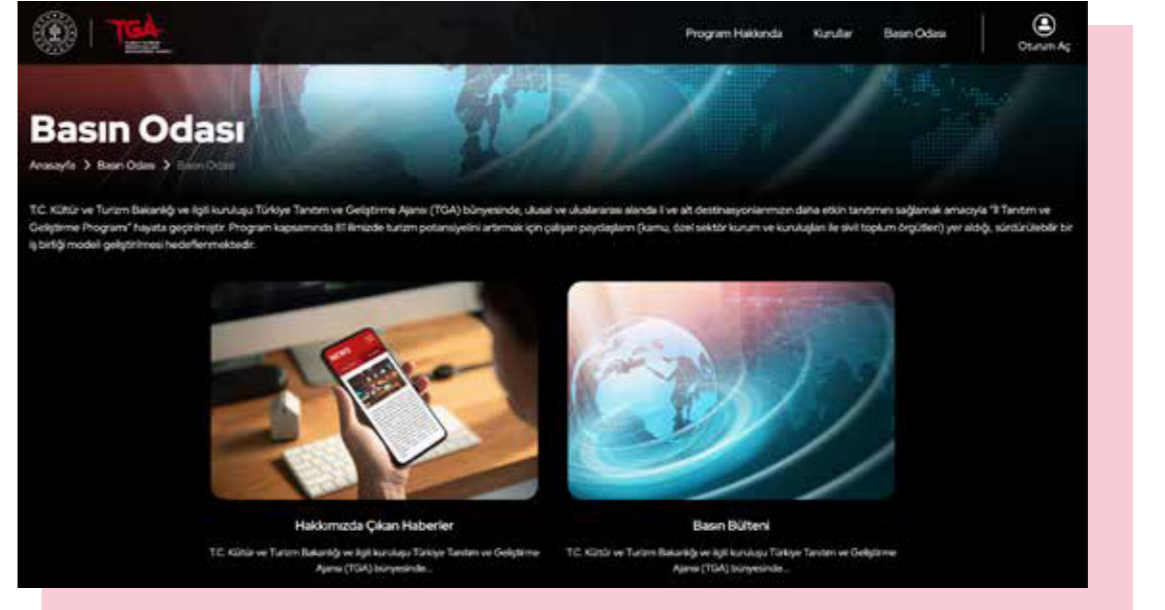 TGA
Program Hakkında
Kurullar
Basın Odası
Oturum Aç
Basın Odası
Anasayfa > Basın Odası > Basın Odası
T.C. Kültür ve Turizm Bakanlığı ve ilgili kuruluşu Türkiye Tanıtım ve Geliştirme Ajansı (TGA) bünyesinde, ulusal ve uluslararası alanda il ve alt destinasyonlarımızın daha etkin tanıtımını sağlamak amacıyla "İl Tanıtım ve
Geliştirme Programı" hayata geçirilmiştir. Program kapsamında 81 ilimizde turizm potansiyelini artırmak için çalışan paydaşların (kamu, özel sektör kurum ve kuruluşları ile sivil toplum örgütleri) yer aldığı, sürdürülebilir bir
iş birliği modeli geliştirilmesi hedeflenmektedir.
NEWS
Hakkımızda Çıkan Haberler
T.C. Kültür ve Turizm Bakanlığı ve ilgili kuruluşu Türkiye Tanıtım ve Geliştirme
Ajansı (TGA) bünyesinde...
Basın Bülteni
T.C. Kültür ve Turizm Bakanlığı ve ilgili kuruluşu Türkiye Tanıtım ve Geliştirme
Ajansı (TGA) bünyesinde...